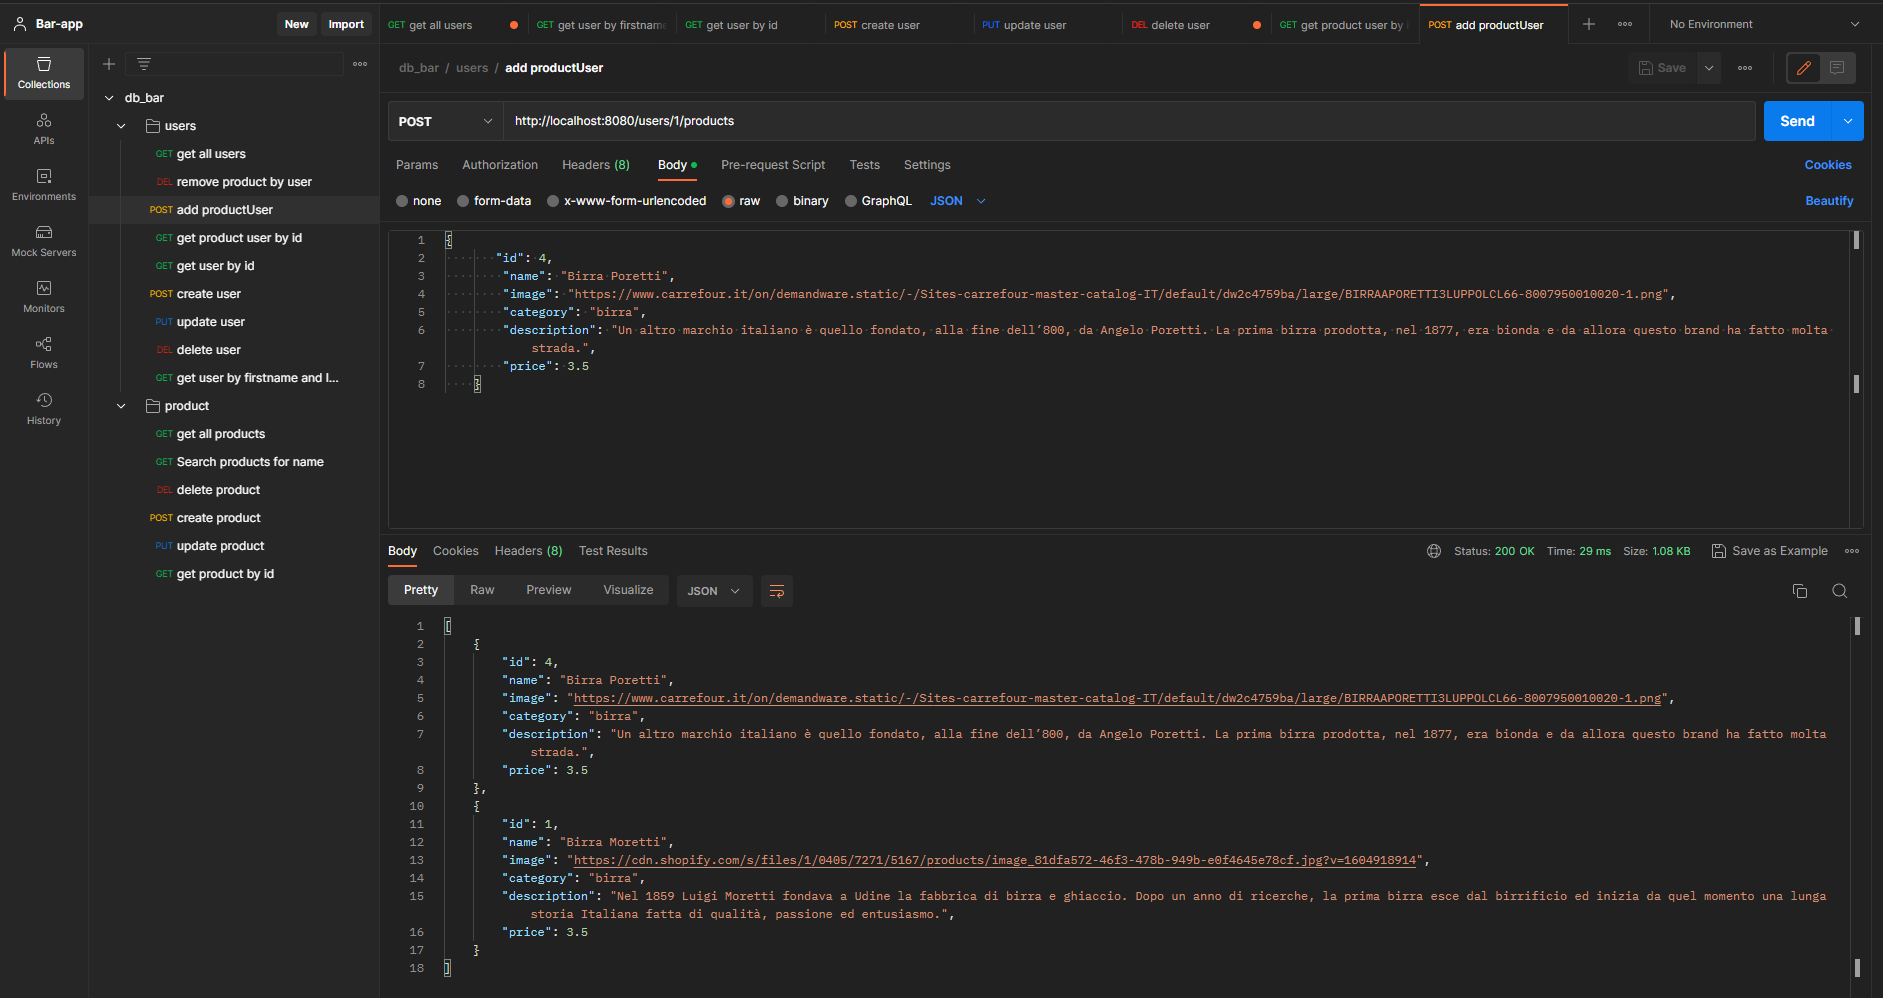 Bar-app
New
Import
GET get all users
GET get user by firstname
GET get user by id
POST create user
PUT update user
DEL delete user
GET get product user by
POST add productUser
No Environment
Collections
APIs
Environments
Mock Servers
Monitors
Flows
History
db_bar
users
GET get all users
DEL remove product by user
POST add productUser
GET get product user by id
GET get user by id
POST create user
PUT update user
DEL delete user
GET get user by firstname and l...
product
GET get all products
GET Search products for name
DEL delete product
POST create product
PUT update product
GET get product by id
db_bar / users / add productUser
Save
POST
http://localhost:8080/users/1/products
Send
Params
Authorization
Headers (8)
Body
Pre-request Script
Tests
Settings
Cookies
none
form-data
x-www-form-urlencoded
raw
binary
GraphQL
JSON
Beautify
1 {
2 "id": 4,
3 "name": "Birra Poretti",
4 "image": "https://www.carrefour.it/on/demandware.static/-/Sites-carrefour-master-catalog-IT/default/dw2c4759ba/large/BIRRAAPORETTI3LUPPOLCL66-8007950010020-1.png",
5 "category": "birra",
6 "description": "Un altro marchio italiano è quello fondato, alla fine dell’800, da Angelo Poretti. La prima birra prodotta, nel 1877, era bionda e da allora questo brand ha fatto molta
strada.",
7 "price": 3.5
8 }
Body
Cookies
Headers (8)
Test Results
Status: 200 OK
Time: 29 ms
Size: 1.08 KB
Save as Example
Pretty
Raw
Preview
Visualize
JSON
1 [
2 {
3 "id": 4,
4 "name": "Birra Poretti",
5 "image": "https://www.carrefour.it/on/demandware.static/-/Sites-carrefour-master-catalog-IT/default/dw2c4759ba/large/BIRRAAPORETTI3LUPPOLCL66-8007950010020-1.png",
6 "category": "birra",
7 "description": "Un altro marchio italiano è quello fondato, alla fine dell’800, da Angelo Poretti. La prima birra prodotta, nel 1877, era bionda e da allora questo brand ha fatto molta
strada.",
8 "price": 3.5
9 },
10 {
11 "id": 1,
12 "name": "Birra Moretti",
13 "image": "https://cdn.shopify.com/s/files/1/0405/7271/5167/products/image_81dfa572-46f3-478b-949b-e0f4645e78cf.jpg?v=1604918914",
14 "category": "birra",
15 "description": "Nel 1859 Luigi Moretti fondava a Udine la fabbrica di birra e ghiaccio. Dopo un anno di ricerche, la prima birra esce dal birrificio ed inizia da quel momento una lunga
storia Italiana fatta di qualità, passione ed entusiasmo.",
16 "price": 3.5
17 }
18 ]